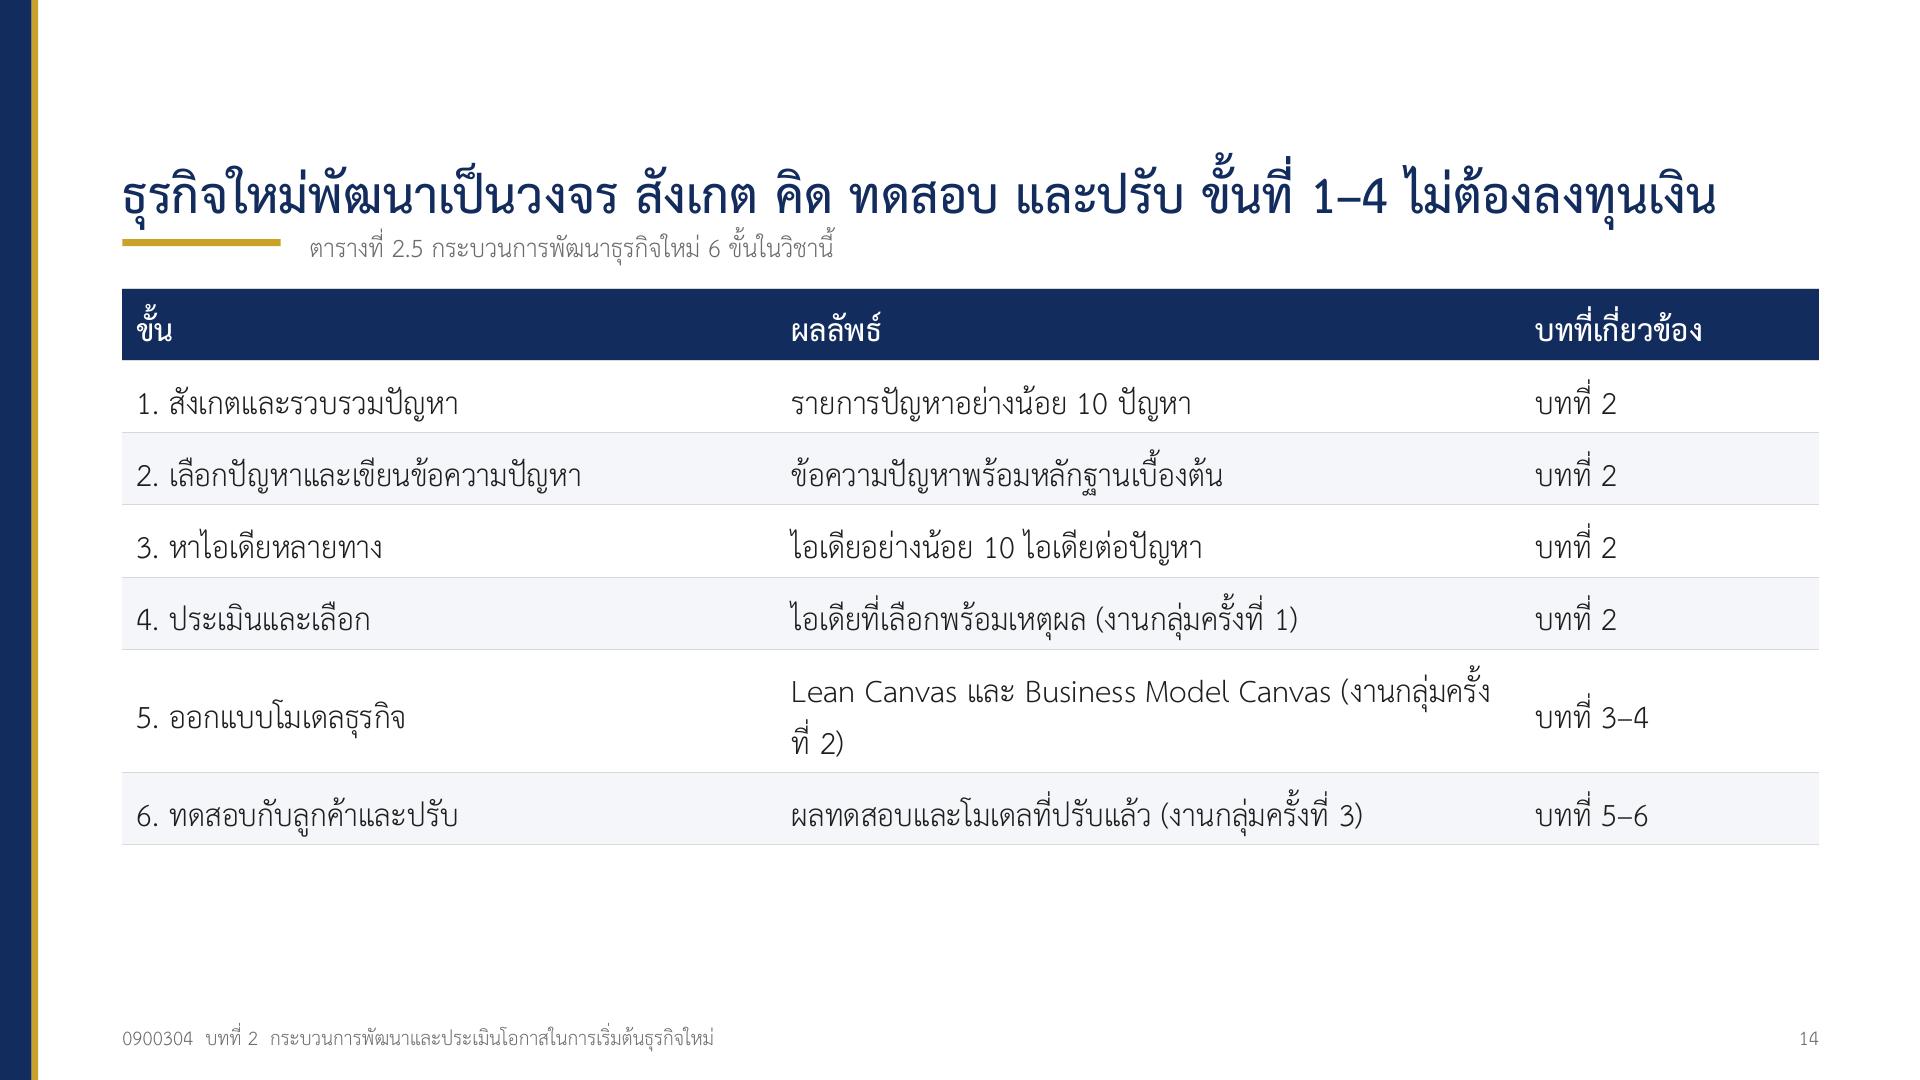 ธุรกิจใหม่พัฒนาเป็นวงจร สังเกต คิด ทดสอบ และปรับ ขั้นที่ 1–4 ไม่ต้องลงทุนเงิน
ตารางที่ 2.5 กระบวนการพัฒนาธุรกิจใหม่ 6 ขั้นในวิชานี้
ขั้น ผลลัพธ์ บทที่เกี่ยวข้อง
1. สังเกตและรวบรวมปัญหา รายการปัญหาอย่างน้อย 10 ปัญหา บทที่ 2
2. เลือกปัญหาและเขียนข้อความปัญหา ข้อความปัญหาพร้อมหลักฐานเบื้องต้น บทที่ 2
3. หาไอเดียหลายทาง ไอเดียอย่างน้อย 10 ไอเดียต่อปัญหา บทที่ 2
4. ประเมินและเลือก ไอเดียที่เลือกพร้อมเหตุผล (งานกลุ่มครั้งที่ 1) บทที่ 2
5. ออกแบบโมเดลธุรกิจ Lean Canvas และ Business Model Canvas (งานกลุ่มครั้ง
ที่ 2) บทที่ 3–4
6. ทดสอบกับลูกค้าและปรับ ผลทดสอบและโมเดลที่ปรับแล้ว (งานกลุ่มครั้งที่ 3) บทที่ 5–6
0900304 บทที่ 2 กระบวนการพัฒนาและประเมินโอกาสในการเริ่มต้นธุรกิจใหม่ 14